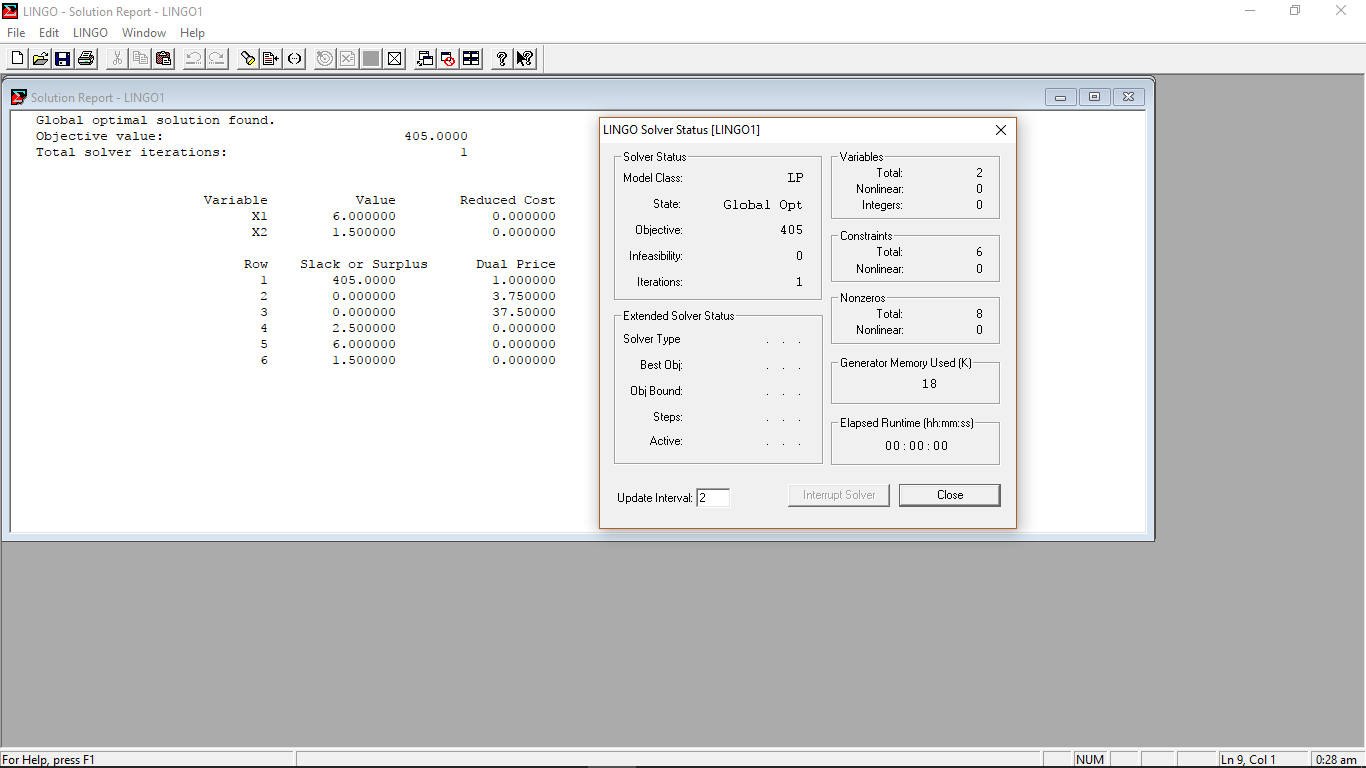 LINGO - Solution Report - LINGO1
File Edit LINGO Window Help
Solution Report - LINGO1
Global optimal solution found.
Objective value: 405.0000
Total solver iterations: 1
Variable Value Reduced Cost
X1 6.000000 0.000000
X2 1.500000 0.000000
Row Slack or Surplus Dual Price
1 405.0000 1.000000
2 0.000000 3.750000
3 0.000000 37.50000
4 2.500000 0.000000
5 6.000000 0.000000
6 1.500000 0.000000
LINGO Solver Status [LINGO1]
Solver Status
Model Class: LP
State: Global Opt
Objective: 405
Infeasibility: 0
Iterations: 1
Extended Solver Status
Solver Type . . .
Best Obj: . . .
Obj Bound: . . .
Steps: . . .
Active: . . .
Variables
Total: 2
Nonlinear: 0
Integers: 0
Constraints
Total: 6
Nonlinear: 0
Nonzeros
Total: 8
Nonlinear: 0
Generator Memory Used (K)
18
Elapsed Runtime (hh:mm:ss)
00:00:00
Update Interval: 2
Interrupt Solver
Close
For Help, press F1
NUM
Ln 9, Col 1
0:28 am